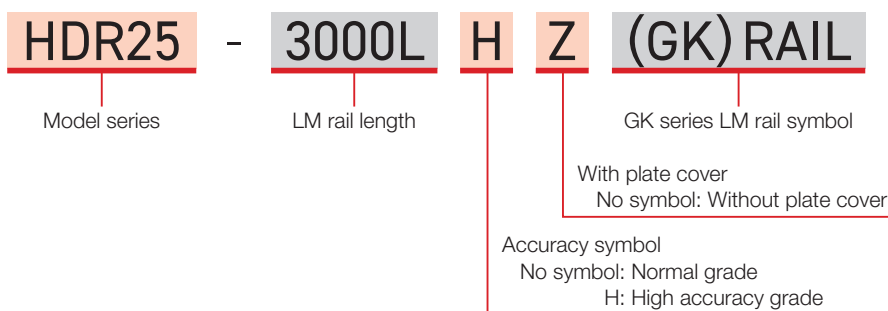 HDR25 - 3000L H Z (GK) RAIL
Model series LM rail length GK series LM rail symbol
With plate cover
No symbol: Without plate cover
Accuracy symbol
No symbol: Normal grade
H: High accuracy grade